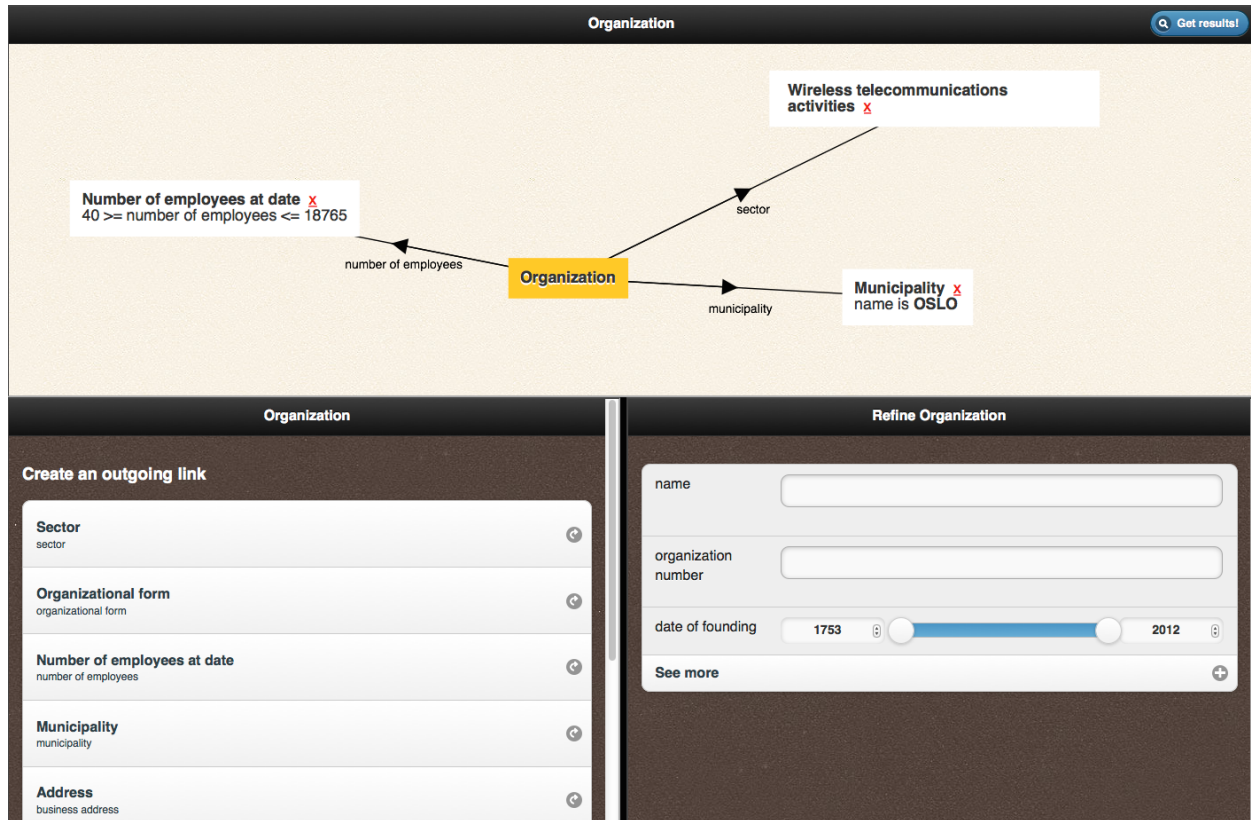 Organization
Get results!
Wireless telecommunications
activities x
Number of employees at date x
40 >= number of employees <= 18765
sector
number of employees
Organization
Municipality x
name is OSLO
municipality
Organization
Create an outgoing link
Sector
sector
Organizational form
organizational form
Number of employees at date
number of employees
Municipality
municipality
Address
business address
Refine Organization
name
organization
number
date of founding 1753 2012
See more